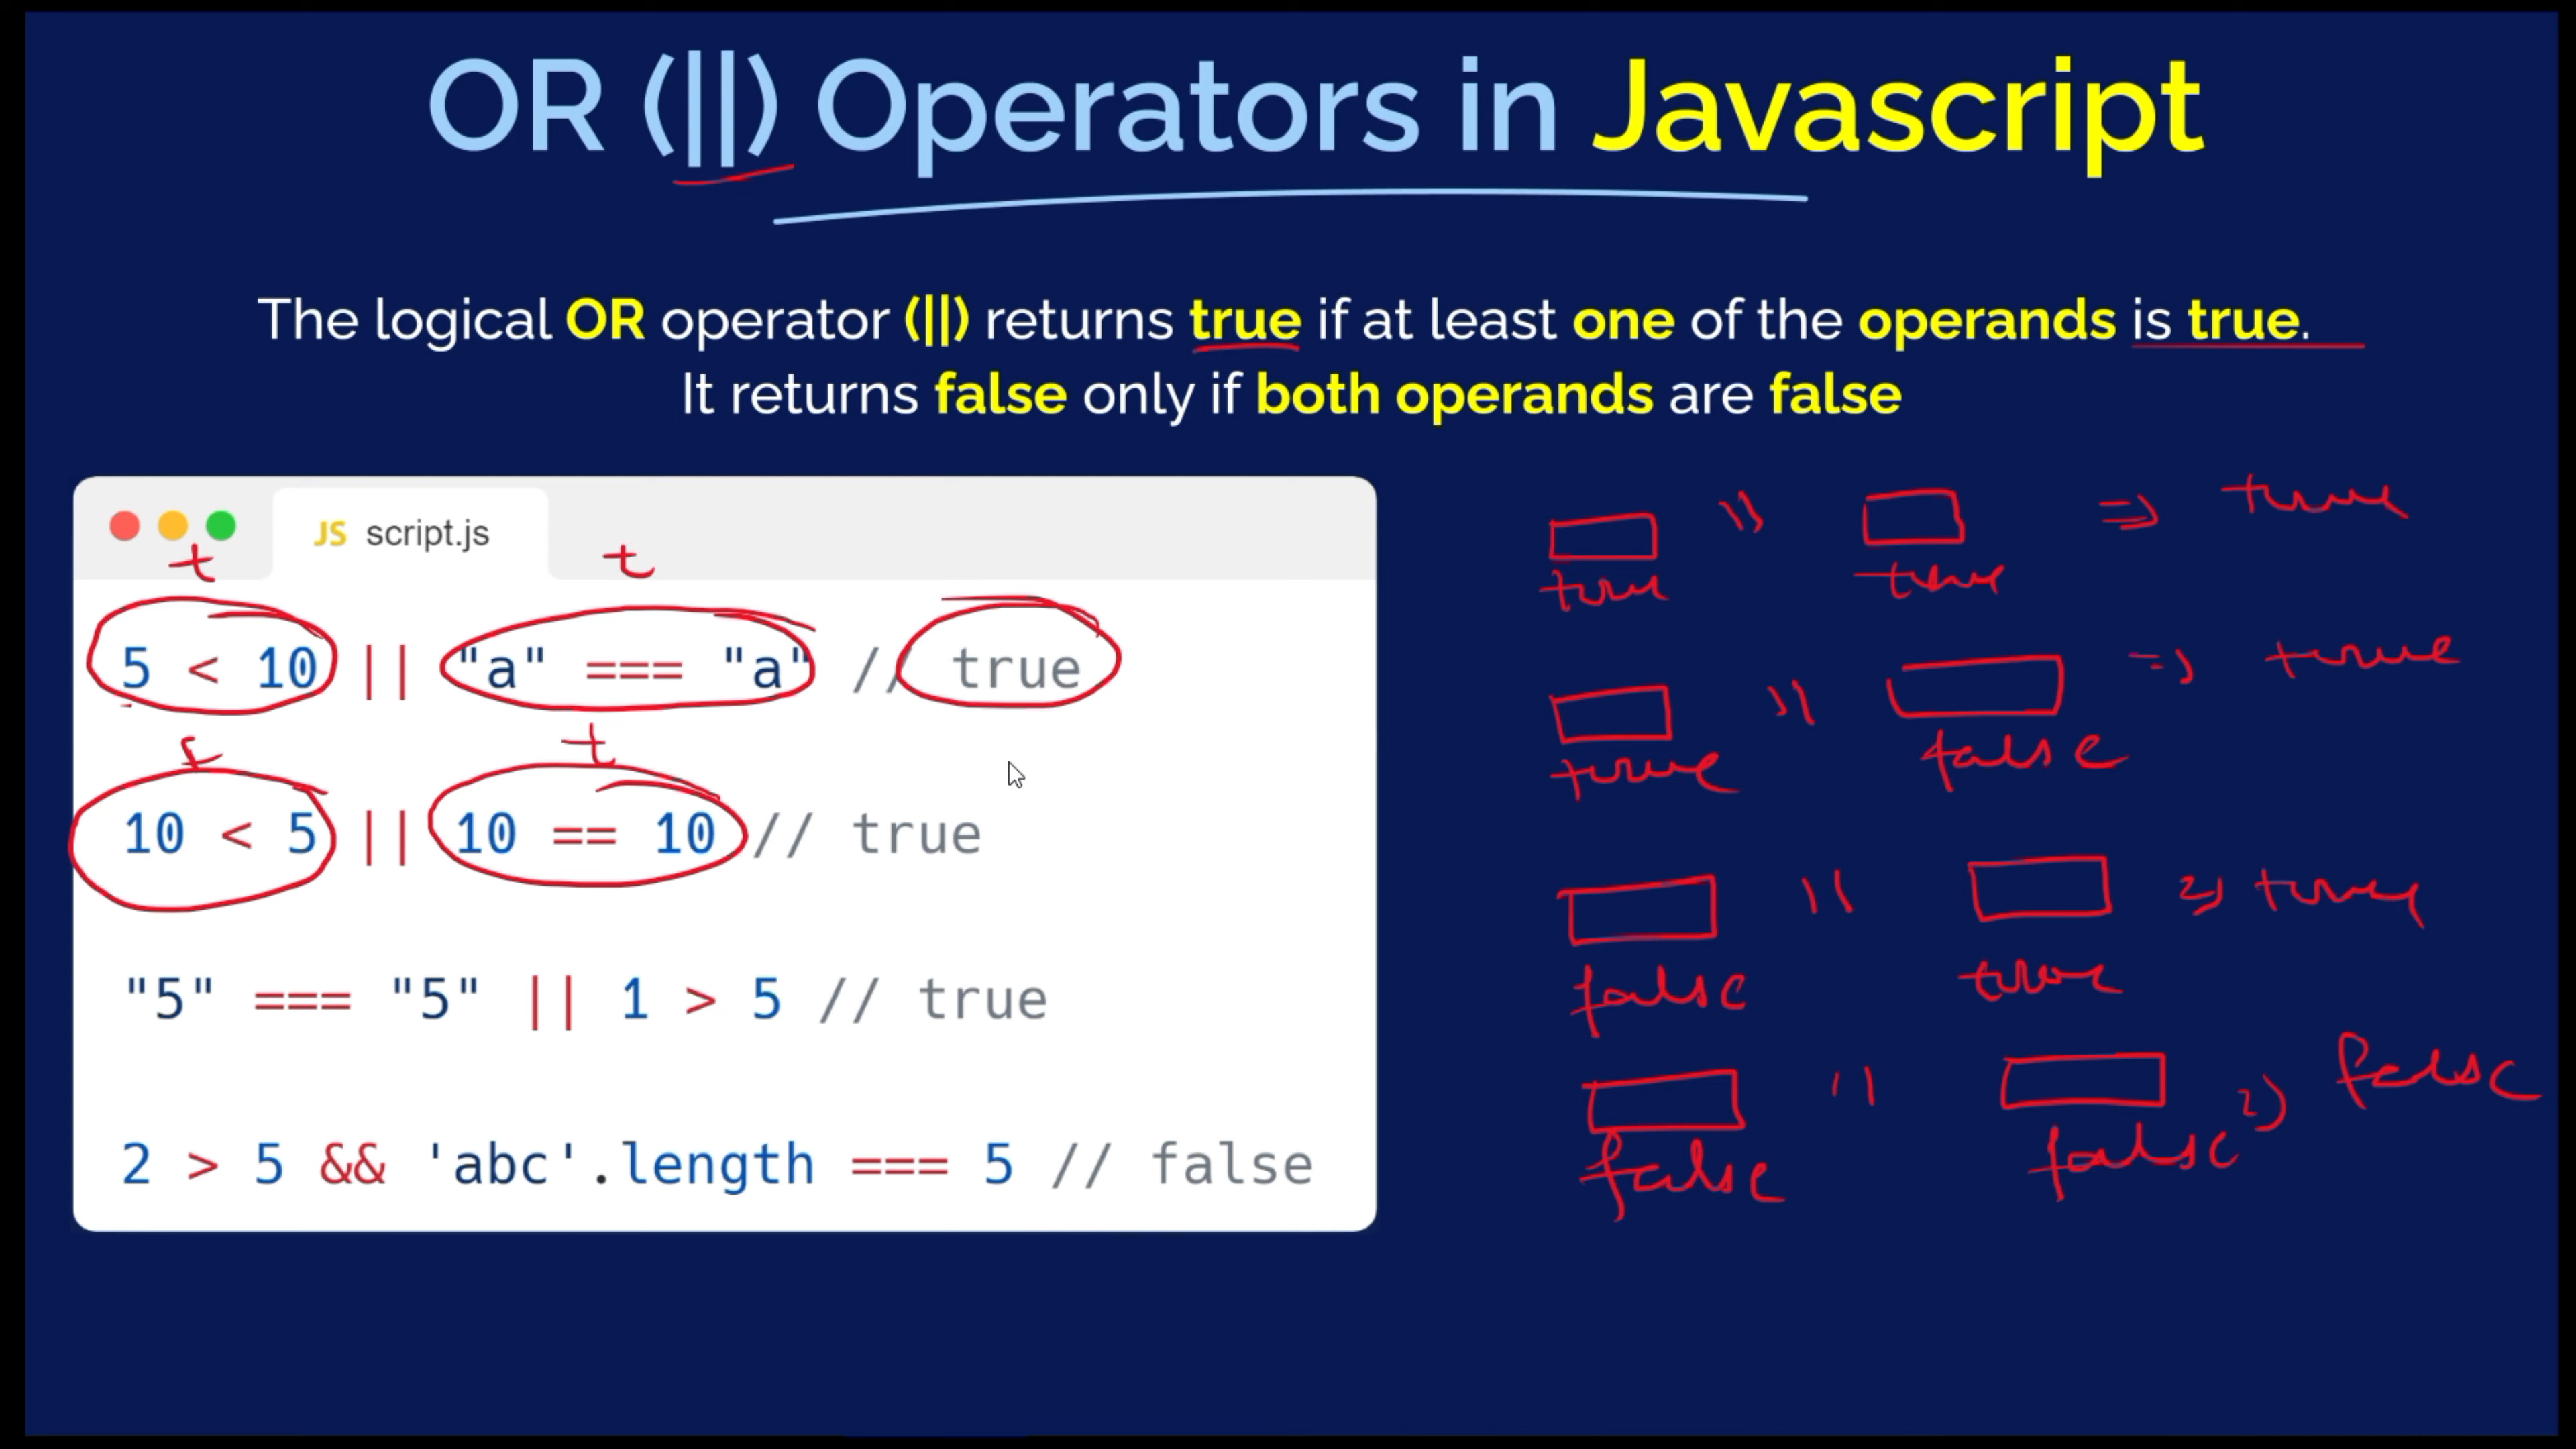 OR (||) Operators in Javascript
The logical OR operator (||) returns true if at least one of the operands is true.
It returns false only if both operands are false
JS script.js
t t
5 < 10 || "a" === "a" // true
t
10 < 5 || 10 == 10 // true
"5" === "5" || 1 > 5 // true
2 > 5 && 'abc'.length === 5 // false
|| => true
true true
|| => true
true false
|| => true
false true
|| => false
false false